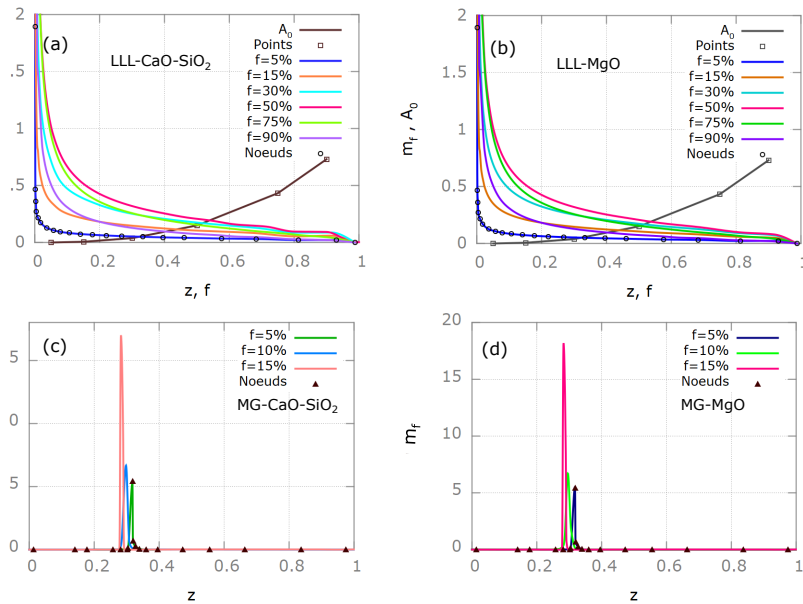 2
(a)
LLL-CaO-SiO2
A0
Points
f=5%
f=15%
f=30%
f=50%
f=75%
f=90%
Noeuds
.5
1
.5
0
0 0.2 0.4 0.6 0.8 1
z, f
2
(b)
LLL-MgO
A0
Points
f=5%
f=15%
f=30%
f=50%
f=75%
f=90%
Noeuds
.5
1
.5
0
mf , A0
0 0.2 0.4 0.6 0.8 1
z, f
(c)
f=5%
f=10%
f=15%
Noeuds
MG-CaO-SiO2
5
0
5
0
0 0.2 0.4 0.6 0.8 1
z
20
(d)
f=5%
f=10%
f=15%
Noeuds
MG-MgO
15
10
5
0
mf
0 0.2 0.4 0.6 0.8 1
z